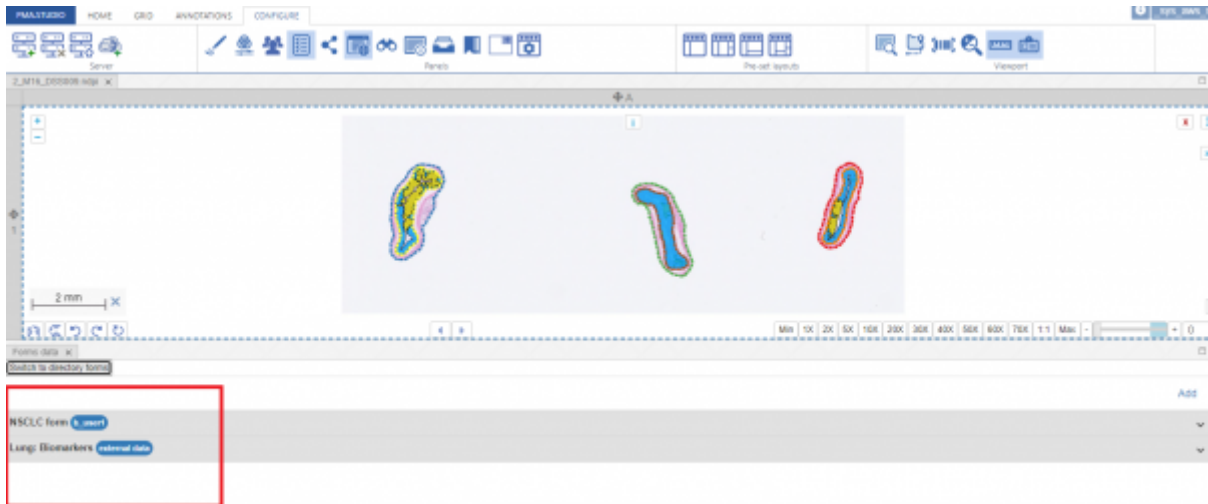 PMA.STUDIO HOME GRID ANNOTATIONS CONFIGURE
Server Panels Pre-set layouts Viewport
A
1
2 mm
Min 1X 2X 5X 10X 20X 30X 40X 50X 60X 70X 1:1 Max - + 0
Forms data x
Switch to directory forms
Add
NSCLC form
Lung: Biomarkers external data